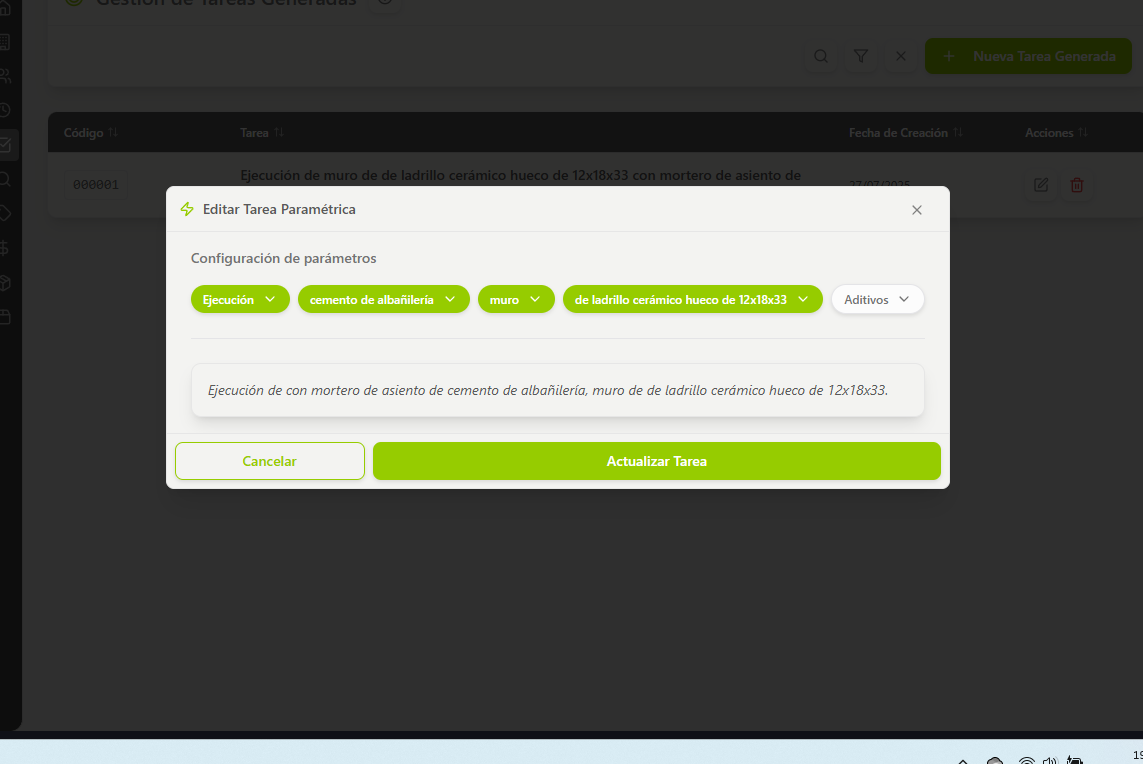 Gestión de Tareas Generadas
Nueva Tarea Generada
Código Tarea Fecha de Creación Acciones
000001 Ejecución de muro de de ladrillo cerámico hueco de 12x18x33 con mortero de asiento de
27/07/2025
Editar Tarea Paramétrica
Configuración de parámetros
Ejecución cemento de albañilería muro de ladrillo cerámico hueco de 12x18x33 Aditivos
Ejecución de con mortero de asiento de cemento de albañilería, muro de de ladrillo cerámico hueco de 12x18x33.
Cancelar Actualizar Tarea